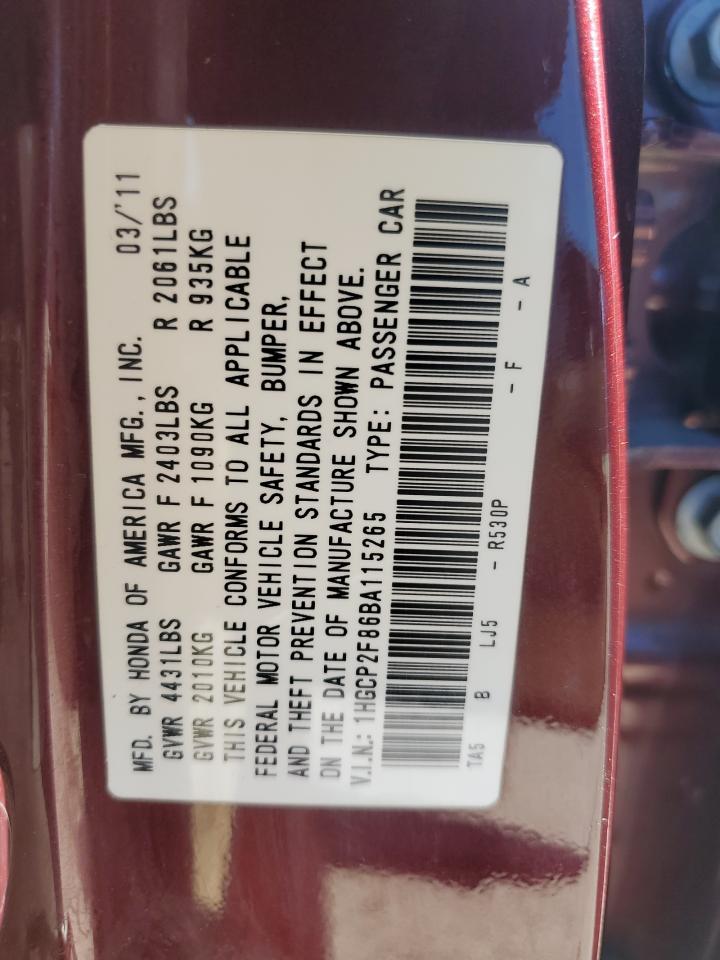 MFD. BY HONDA OF AMERICA MFG., INC. 03/'11
GVWR 4431LBS GAWR F 2403LBS R 2061LBS
GVWR 2010KG GAWR F 1090KG R 935KG
THIS VEHICLE CONFORMS TO ALL APPLICABLE
FEDERAL MOTOR VEHICLE SAFETY, BUMPER,
AND THEFT PREVENTION STANDARDS IN EFFECT
ON THE DATE OF MANUFACTURE SHOWN ABOVE.
V.I.N.: 1HGCP2F86BA115265 TYPE: PASSENGER CAR
TA5 B LJ5 - R530P - F - A